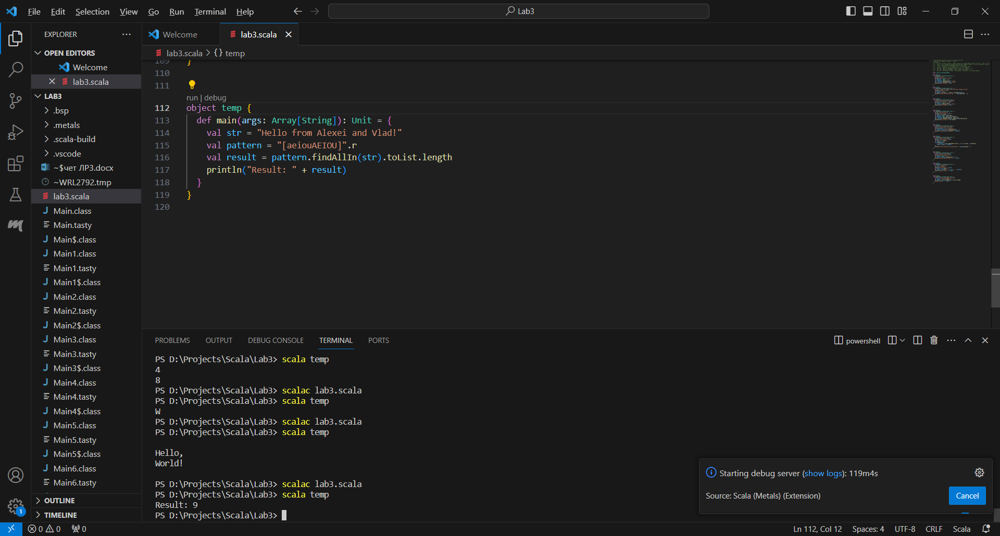 File Edit Selection View Go Run Terminal Help
Lab3
EXPLORER
OPEN EDITORS
Welcome
lab3.scala
LAB3
.bsp
.metals
.scala-build
.vscode
~$чет ЛР3.docx
~WRL2792.tmp
lab3.scala
Main.class
Main.tasty
Main$.class
Main1.class
Main1.tasty
Main1$.class
Main2.class
Main2.tasty
Main2$.class
Main3.class
Main3.tasty
Main3$.class
Main4.class
Main4.tasty
Main4$.class
Main5.class
Main5.tasty
Main5$.class
Main6.class
Main6.tasty
OUTLINE
TIMELINE
Welcome lab3.scala
lab3.scala > {} temp
109 }
110
111
run | debug
112 object temp {
113 def main(args: Array[String]): Unit = {
114 val str = "Hello from Alexei and Vlad!"
115 val pattern = "[aeiouAEIOU]".r
116 val result = pattern.findAllIn(str).toList.length
117 println("Result: " + result)
118 }
119 }
120
PROBLEMS OUTPUT DEBUG CONSOLE TERMINAL PORTS
powershell
PS D:\Projects\Scala\Lab3> scala temp
4
8
PS D:\Projects\Scala\Lab3> scalac lab3.scala
PS D:\Projects\Scala\Lab3> scala temp
W
PS D:\Projects\Scala\Lab3> scalac lab3.scala
PS D:\Projects\Scala\Lab3> scala temp
Hello,
World!
PS D:\Projects\Scala\Lab3> scalac lab3.scala
PS D:\Projects\Scala\Lab3> scala temp
Result: 9
PS D:\Projects\Scala\Lab3>
Starting debug server (show logs): 119m4s
Source: Scala (Metals) (Extension)
Cancel
1
0 0 0
Ln 112, Col 12 Spaces: 4 UTF-8 CRLF Scala